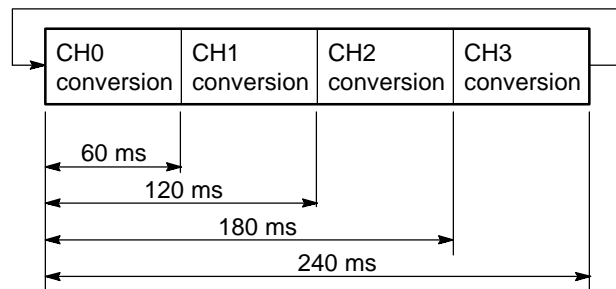 CH0 conversion
CH1 conversion
CH2 conversion
CH3 conversion
60 ms
120 ms
180 ms
240 ms